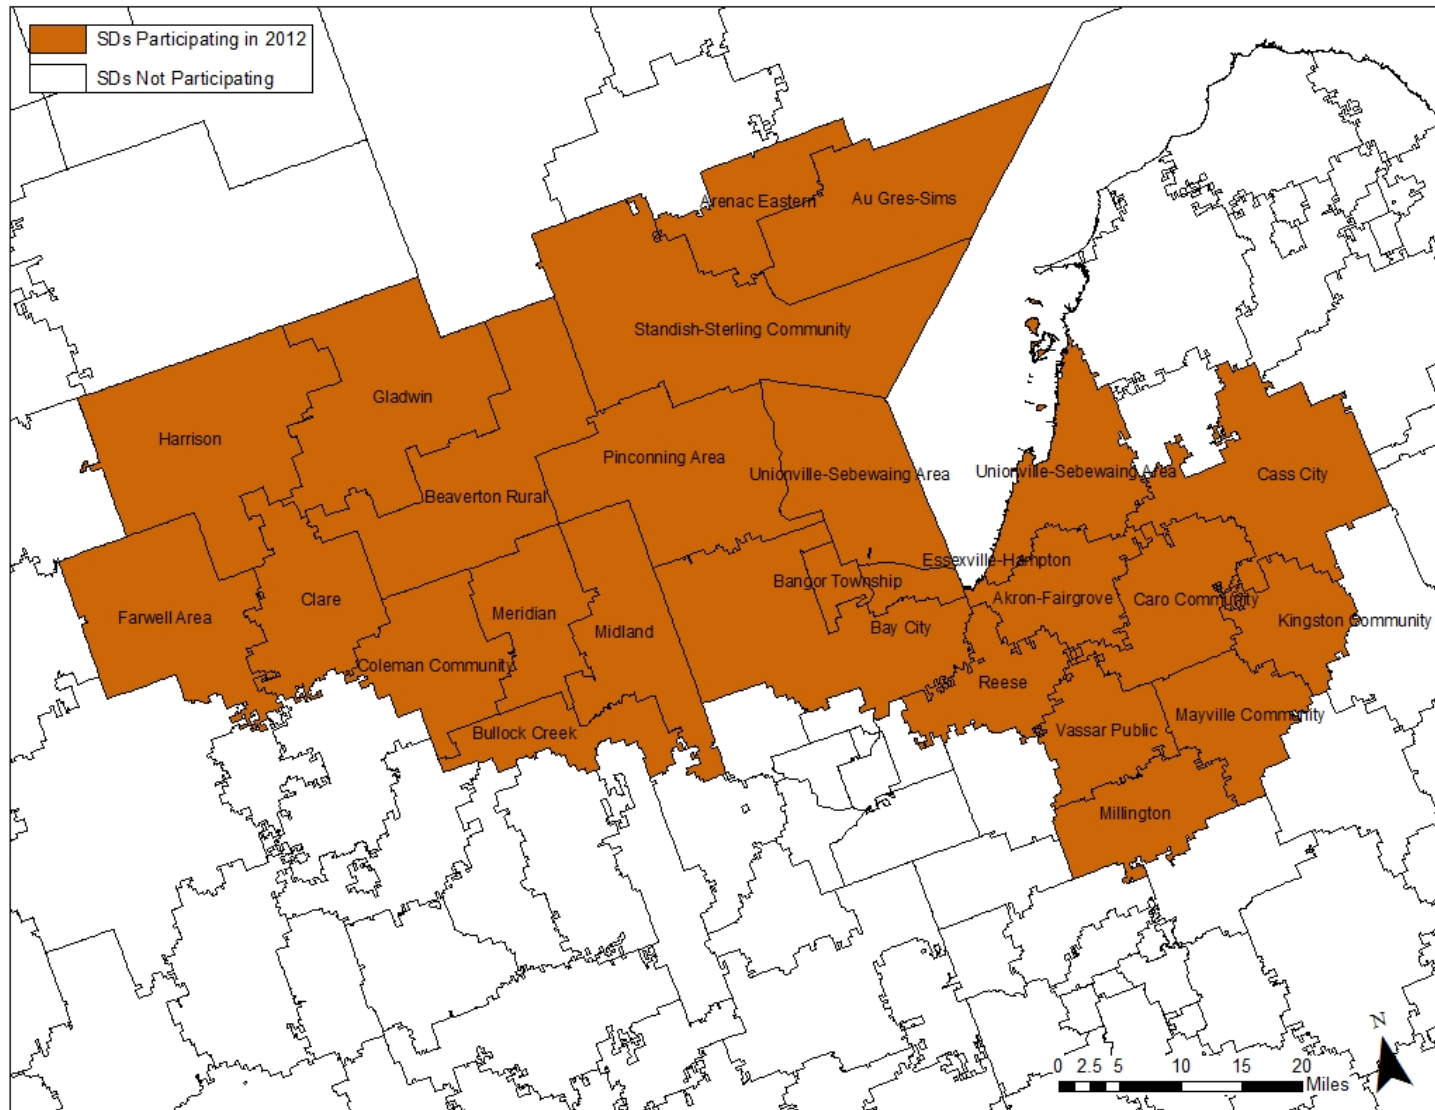 SDs Participating in 2012
SDs Not Participating
Arenac Eastern
Au Gres-Sims
Standish-Sterling Community
Gladwin
Harrison
Pinconning Area
Unionville-Sebewaing Area
Unionville-Sebewaing Area
Cass City
Beaverton Rural
Essexville-Hampton
Bangor Township
Clare
Akron-Fairgrove
Caro Community
Meridian
Farwell Area
Midland
Bay City
Kingston Community
Coleman Community
Reese
Mayville Community
Bullock Creek
Vassar Public
Millington
N
0 2.5 5 10 15 20
Miles